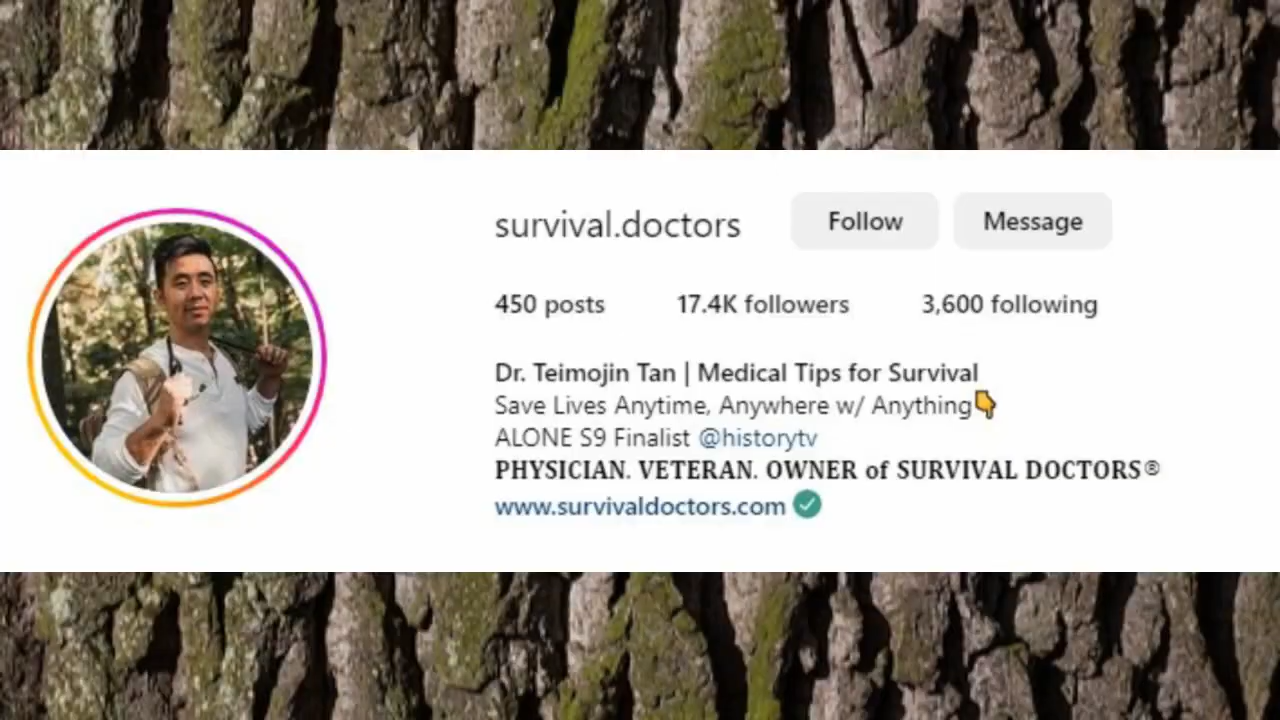 survival.doctors Follow Message
450 posts 17.4K followers 3,600 following
Dr. Teimojin Tan | Medical Tips for Survival
Save Lives Anytime, Anywhere w/ Anything👇
ALONE S9 Finalist @historytv
PHYSICIAN. VETERAN. OWNER of SURVIVAL DOCTORS®
www.survivaldoctors.com